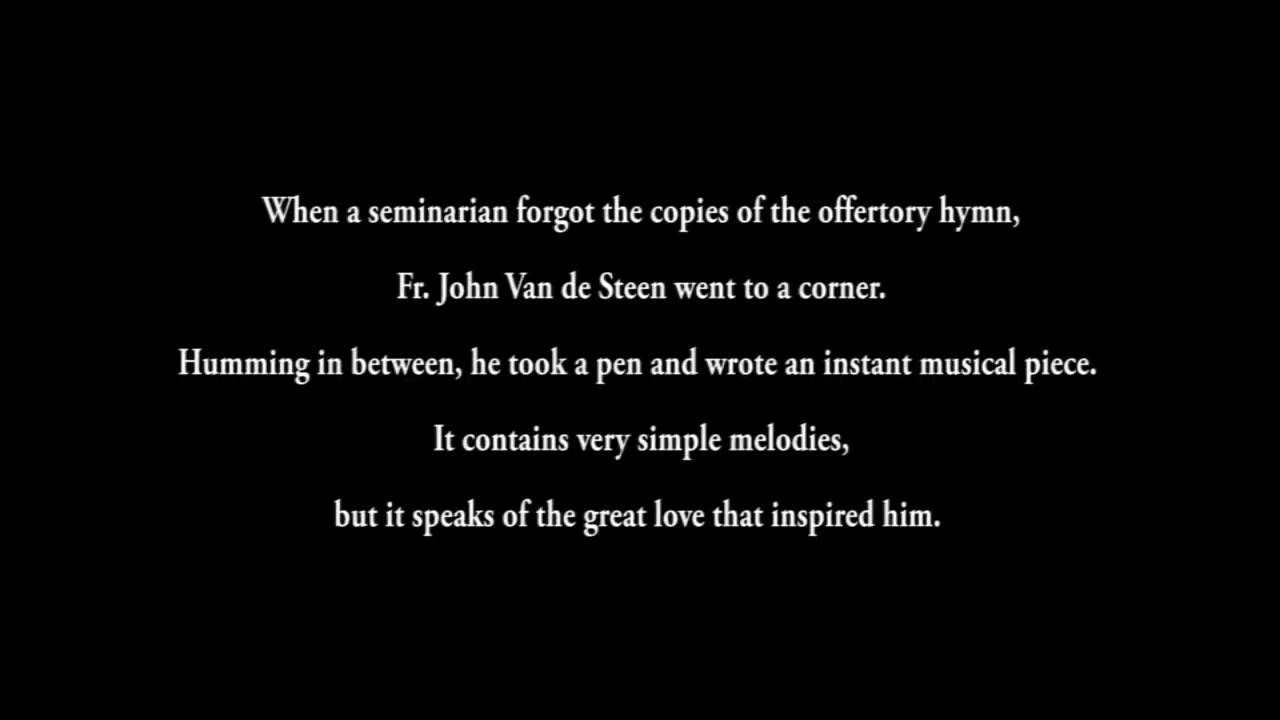 When a seminarian forgot the copies of the offertory hymn,
Fr. John Van de Steen went to a corner.
Humming in between, he took a pen and wrote an instant musical piece.
It contains very simple melodies,
but it speaks of the great love that inspired him.